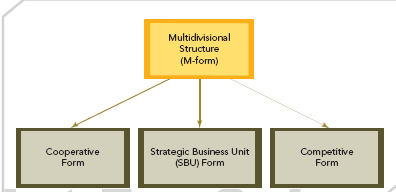 Multidivisional
Structure
(M-form)
Cooperative
Form
Strategic Business Unit
(SBU) Form
Competitive
Form